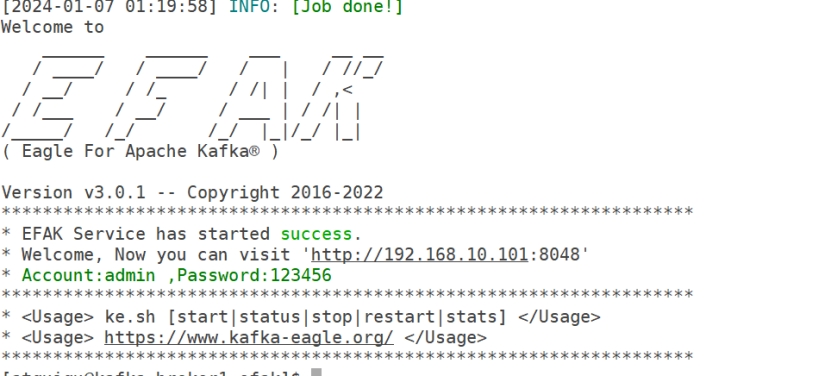 [2024-01-07 01:19:58] INFO: [Job done!]
Welcome to
EFAK
( Eagle For Apache Kafka® )
Version v3.0.1 -- Copyright 2016-2022
*******************************************************************
* EFAK Service has started success.
* Welcome, Now you can visit 'http://192.168.10.101:8048'
* Account:admin ,Password:123456
*******************************************************************
* <Usage> ke.sh [start|status|stop|restart|stats] </Usage>
* <Usage> https://www.kafka-eagle.org/ </Usage>
*******************************************************************